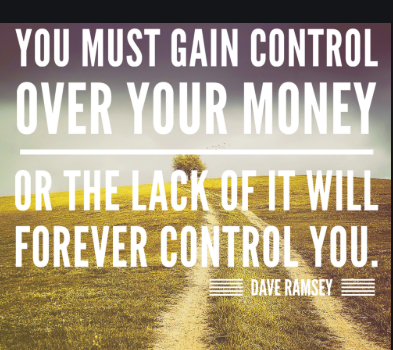 YOU MUST GAIN CONTROL
OVER YOUR MONEY
OR THE LACK OF IT WILL
FOREVER CONTROL YOU.
DAVE RAMSEY